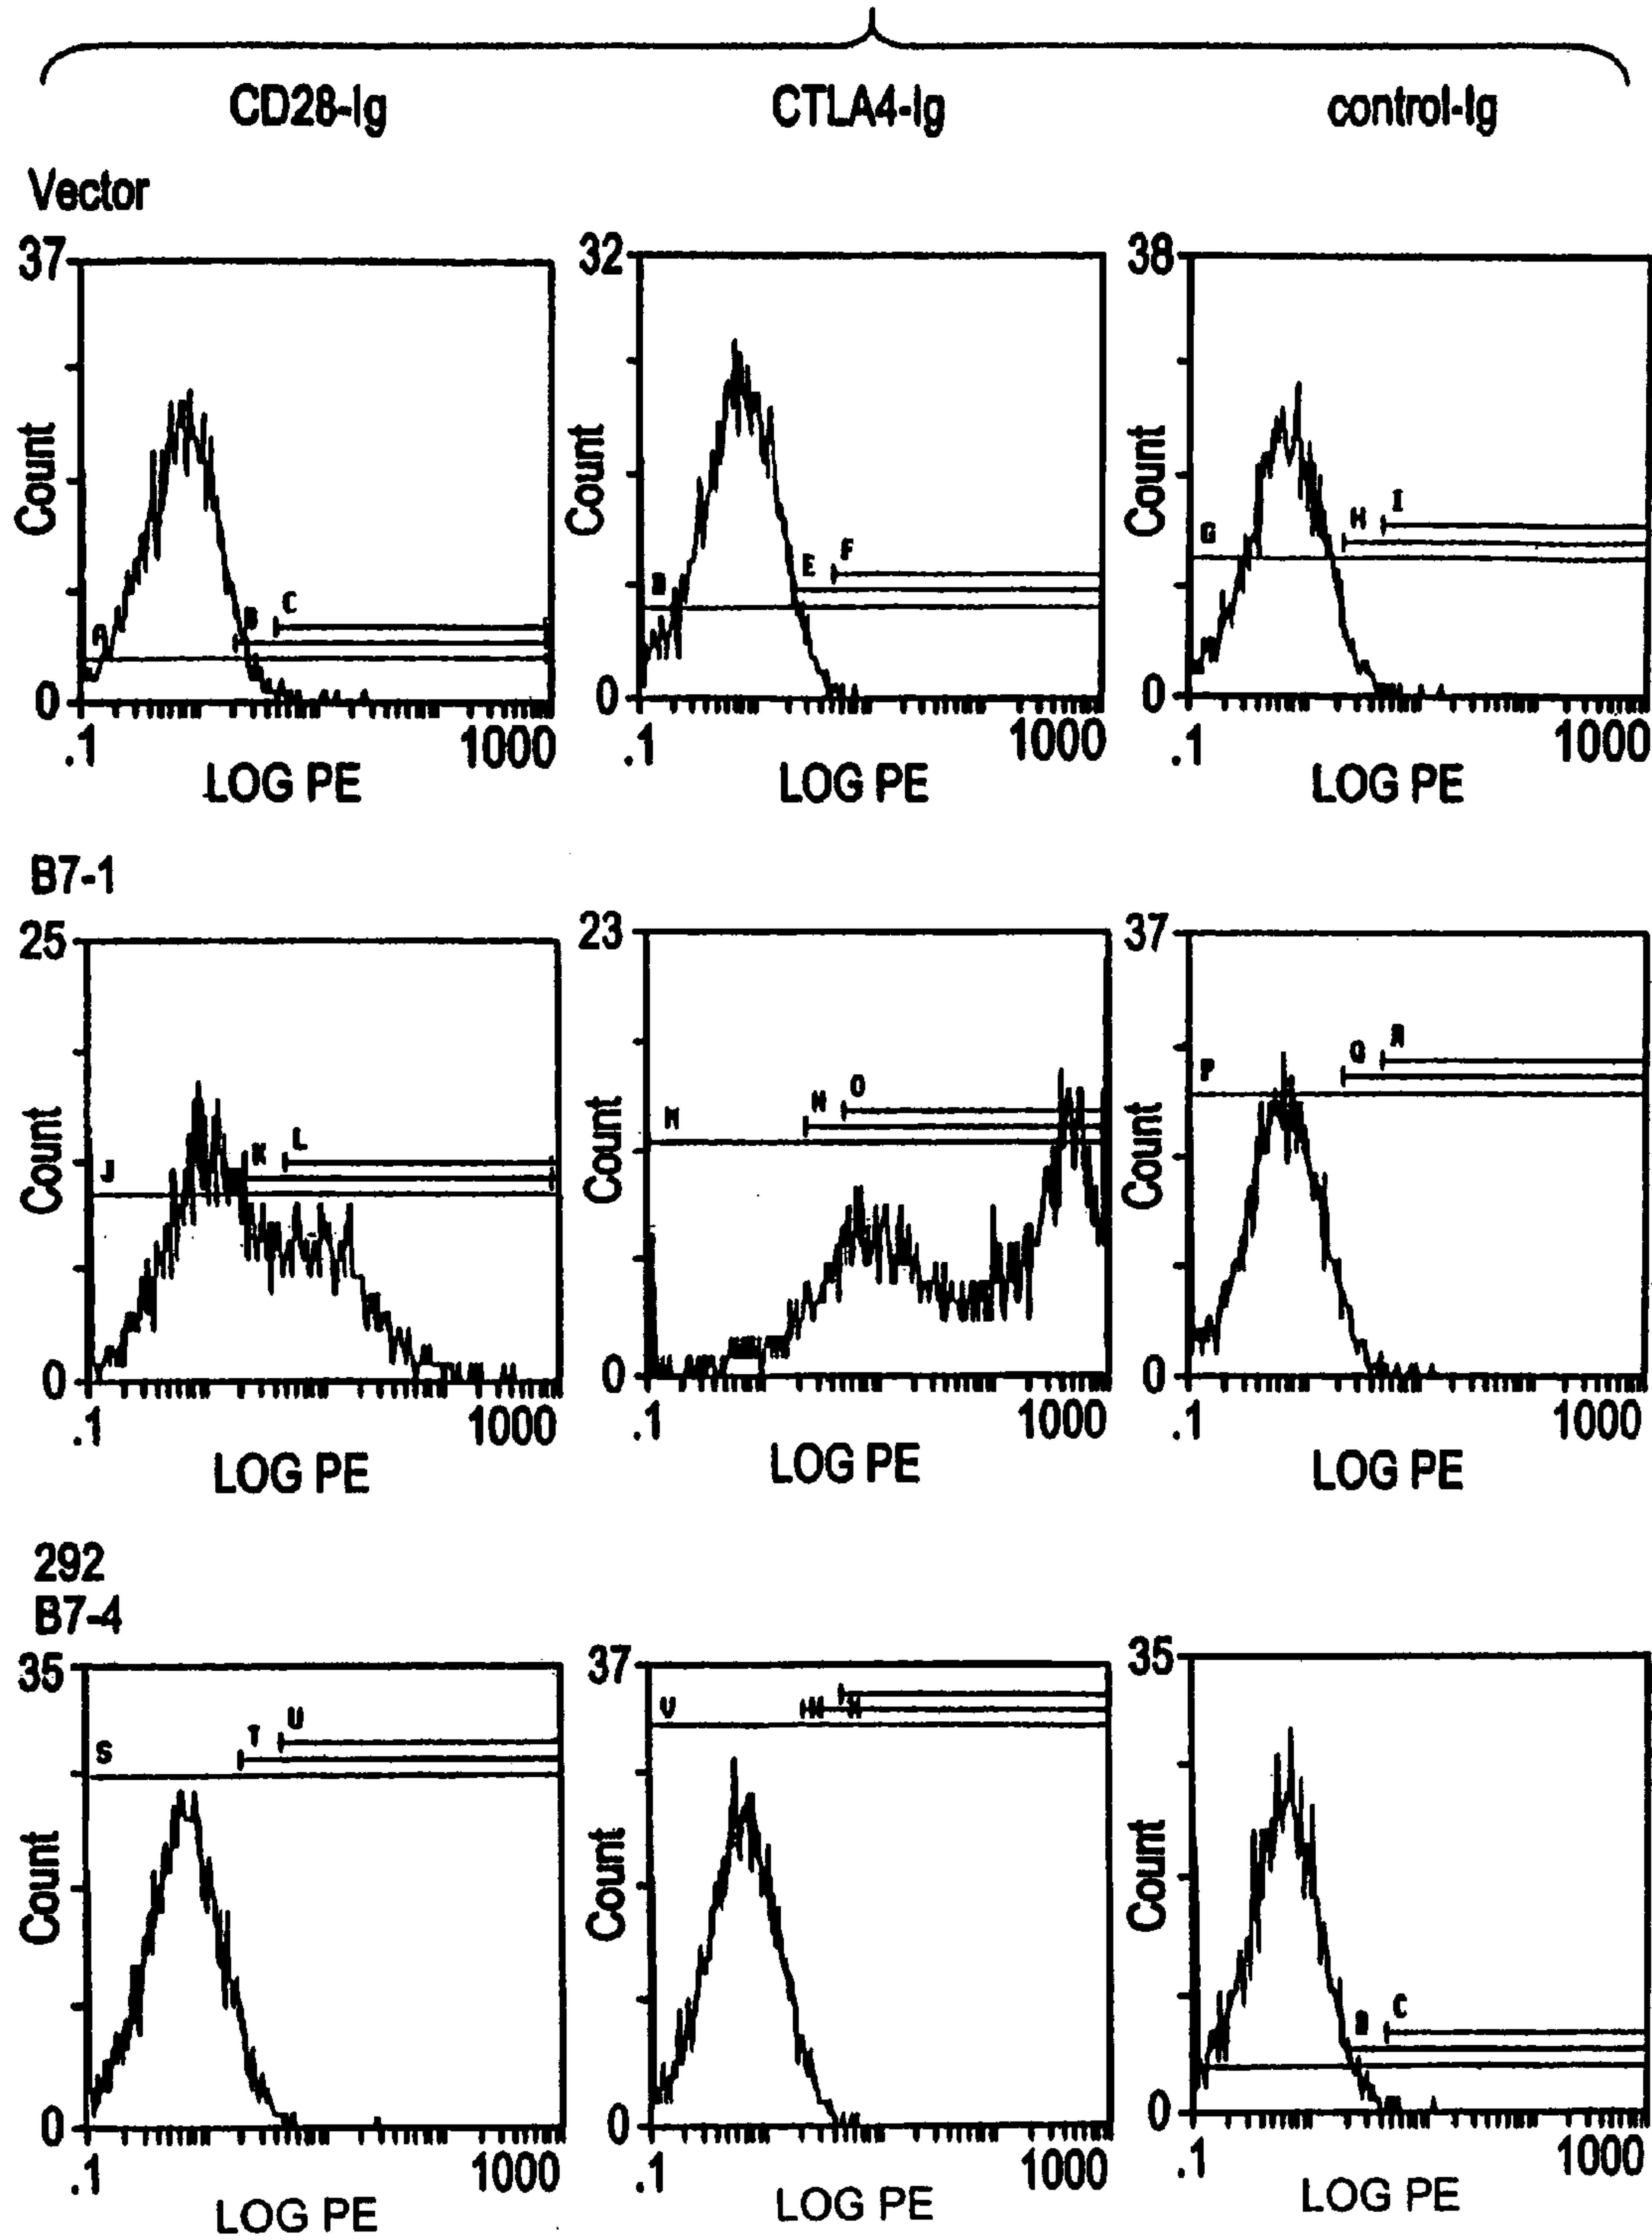 CD28-Ig CTLA4-Ig control-Ig
Vector
37 32 38
Count Count Count
G H I
E F
B C
0 0 0
.1 1000 .1 1000 .1 1000
LOG PE LOG PE LOG PE
B7-1
25 23 37
Count Count Count
P Q
N O
J K L
0 0 0
.1 1000 .1 1000 .1 1000
LOG PE LOG PE LOG PE
292
B7-4
35 37 35
S T U V
Count Count Count
C
0 0 0
.1 1000 .1 1000 .1 1000
LOG PE LOG PE LOG PE